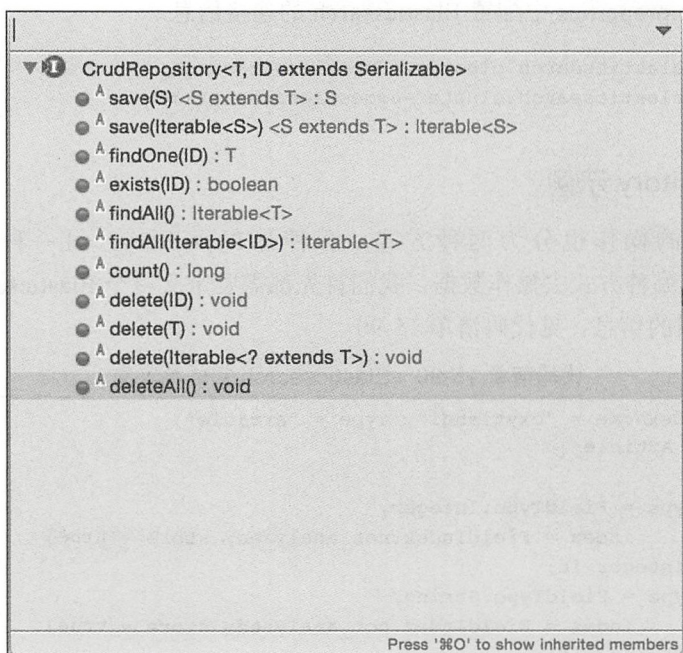 CrudRepository<T, ID extends Serializable>
A save(S) <S extends T> : S
A save(Iterable<S>) <S extends T> : Iterable<S>
A findOne(ID) : T
A exists(ID) : boolean
A findAll() : Iterable<T>
A findAll(Iterable<ID>) : Iterable<T>
A count() : long
A delete(ID) : void
A delete(T) : void
A delete(Iterable<? extends T>) : void
A deleteAll() : void
Press '⌘O' to show inherited members